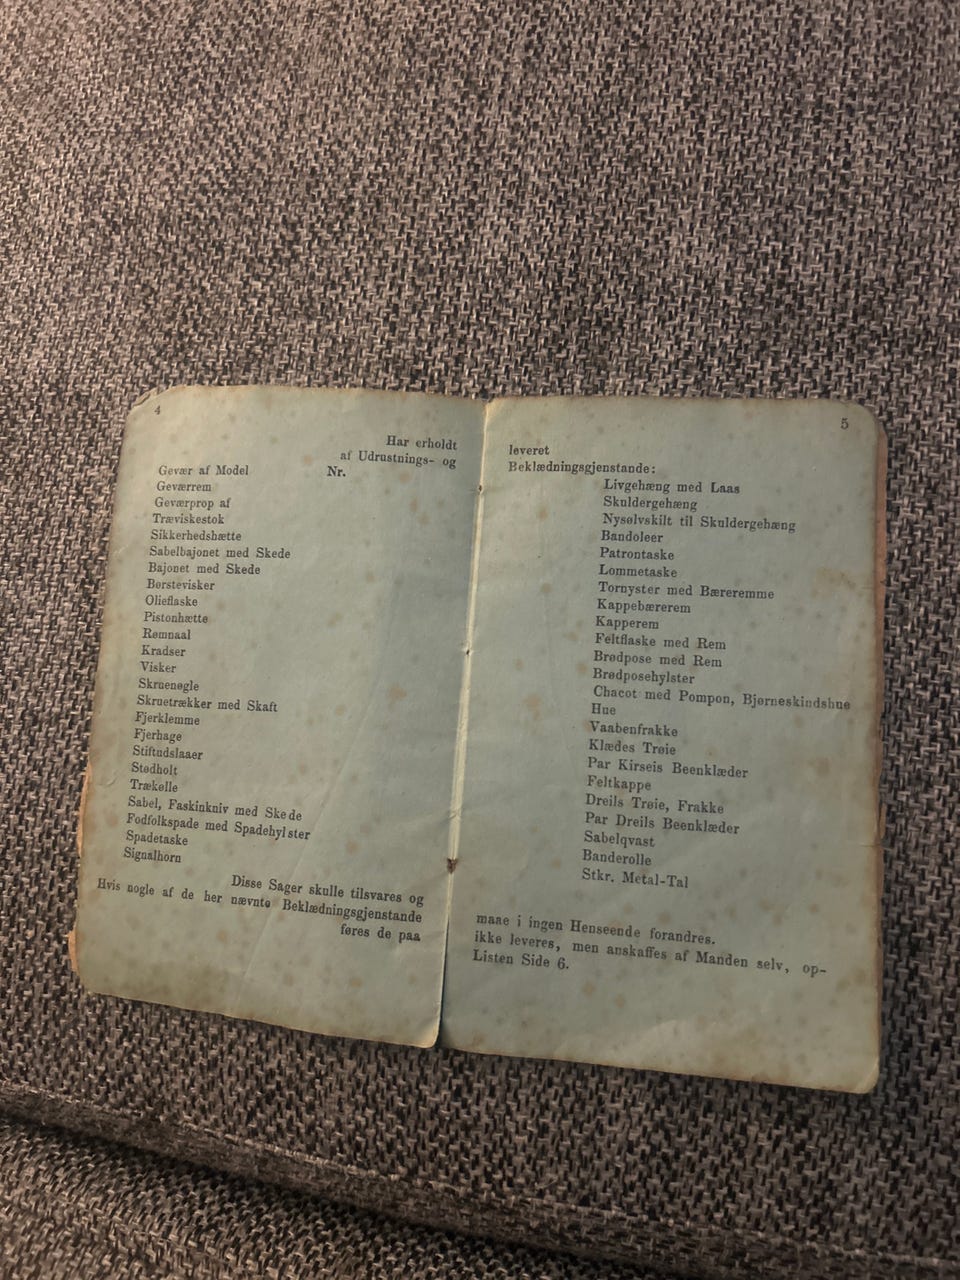 4
Har erholdt
af Udrustnings- og
Gevær af Model Nr.
Geværrem
Geværprop af
Træviskestok
Sikkerhedshætte
Sabelbajonet med Skede
Bajonet med Skede
Børstevisker
Olieflaske
Pistonhætte
Rømnaal
Kradser
Visker
Skruenøgle
Skruetrækker med Skaft
Fjerklemme
Fjerhage
Stiftudslaaer
Stødholt
Trækølle
Sabel, Faskinkniv med Skede
Fodfolkspade med Spadehylster
Spadetaske
Signalhorn
Disse Sager skulle tilsvares og
Hvis nogle af de her nævnte Beklædningsgjenstande
føres de paa
5
leveret
Beklædningsgjenstande:
Livgehæng med Laas
Skuldergehæng
Nysølvskilt til Skuldergehæng
Bandoleer
Patrontaske
Lommetaske
Tornyster med Bæreremme
Kappebærerem
Kapperem
Feltflaske med Rem
Brødpose med Rem
Brødposehylster
Chacot med Pompon, Bjørneskindshue
Hue
Vaabenfrakke
Klædes Trøie
Par Kirseis Beenklæder
Feltkappe
Dreils Trøie, Frakke
Par Dreils Beenklæder
Sabelqvast
Banderolle
Stkr. Metal-Tal
maae i ingen Henseende forandres.
ikke leveres, men anskaffes af Manden selv, op-
Listen Side 6.